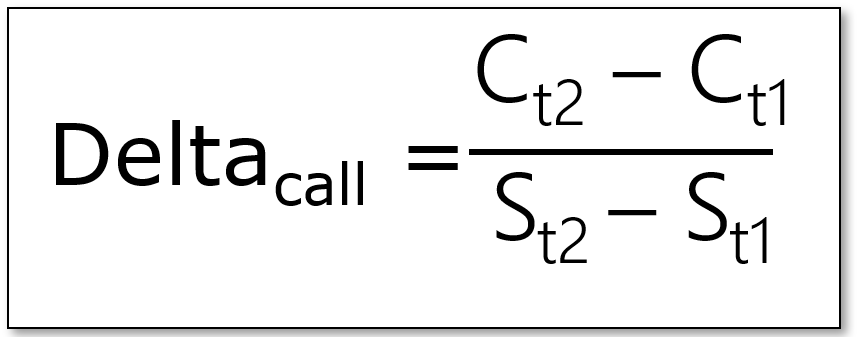 C_t2 − C_t1
Delta_call =
S_t2 − S_t1